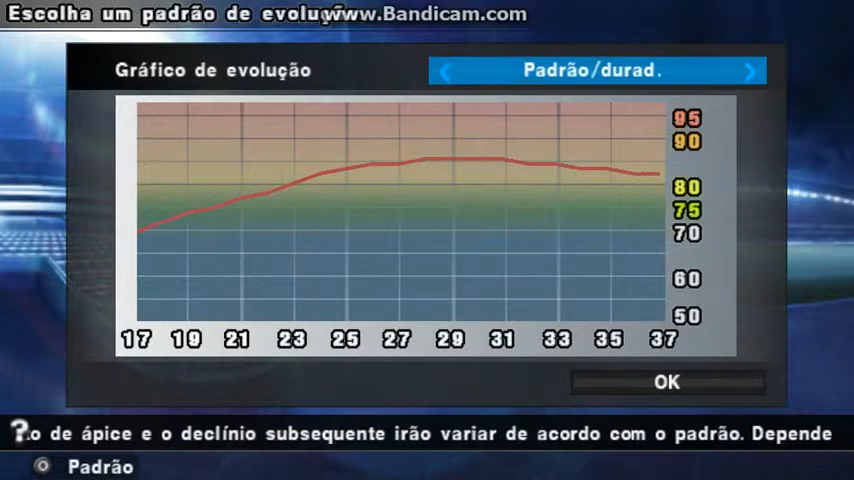 Escolha um padrão de evolução
www.Bandicam.com
Gráfico de evolução
Padrão/durad.
95
90
80
75
70
60
50
17 19 21 23 25 27 29 31 33 35 37
OK
?
o de ápice e o declínio subsequente irão variar de acordo com o padrão. Depende
Padrão